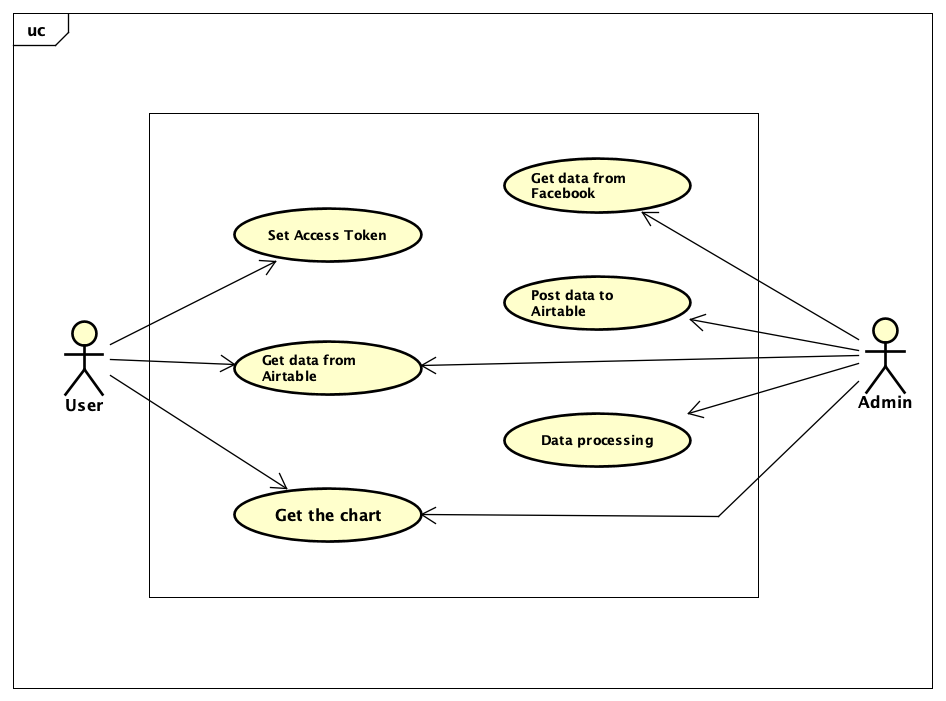 uc
Get data from
Facebook
Set Access Token
Post data to
Airtable
Get data from
Airtable
User
Admin
Data processing
Get the chart